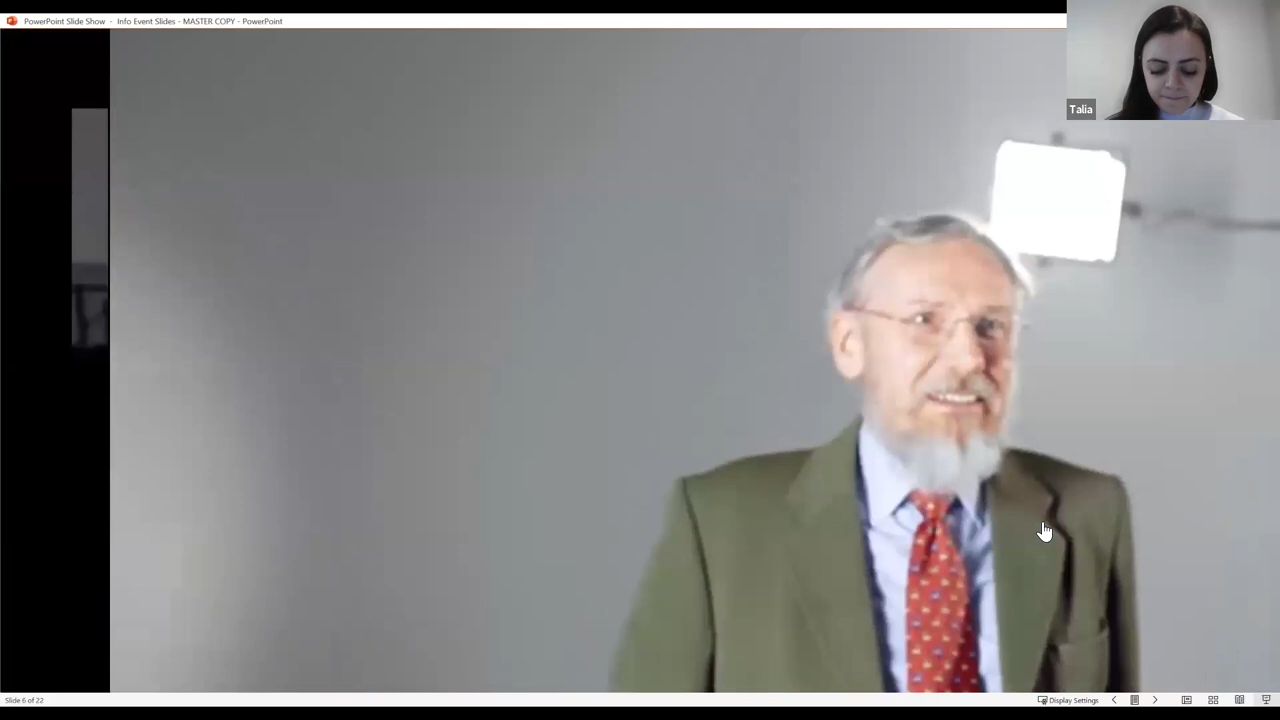 PowerPoint Slide Show - Info Event Slides - MASTER COPY - PowerPoint
Talia
Slide 6 of 22
Display Settings